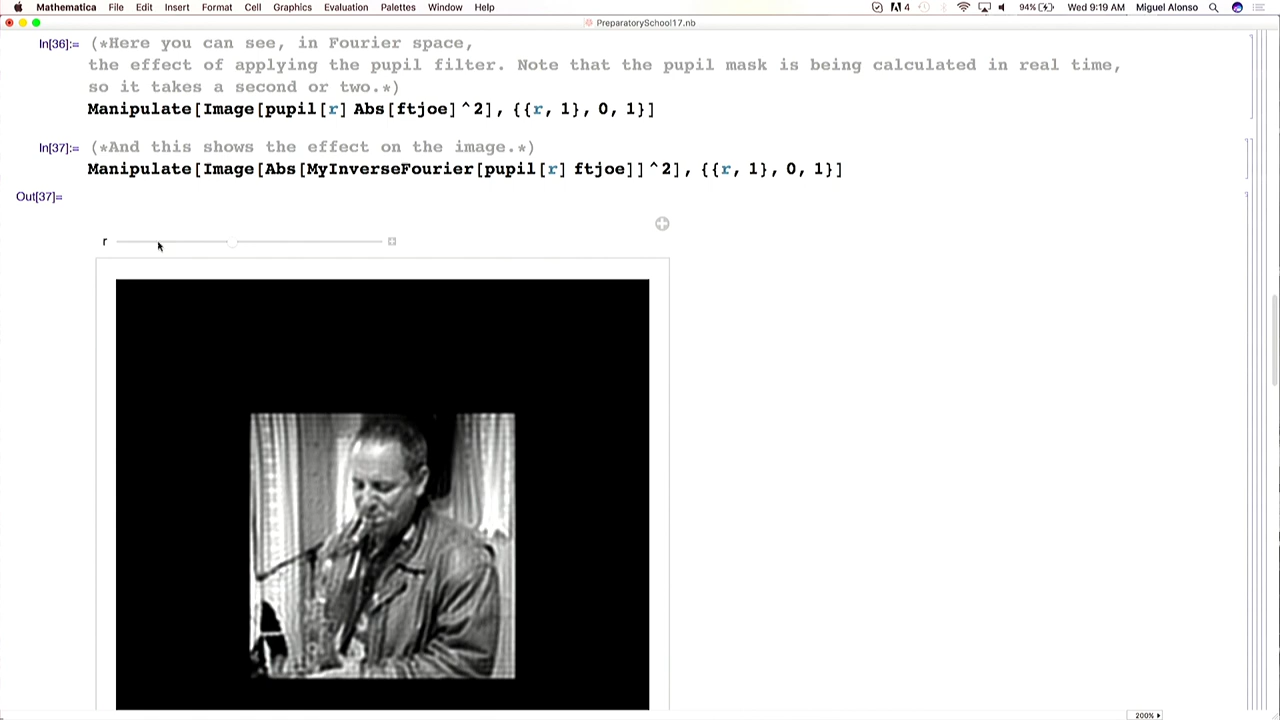 Mathematica File Edit Insert Format Cell Graphics Evaluation Palettes Window Help 4 94% Wed 9:19 AM Miguel Alonso
PreparatorySchool17.nb
In[36]:= (*Here you can see, in Fourier space,
the effect of applying the pupil filter. Note that the pupil mask is being calculated in real time,
so it takes a second or two.*)
Manipulate[Image[pupil[r] Abs[ftjoe]^2], {{r, 1}, 0, 1}]
In[37]:= (*And this shows the effect on the image.*)
Manipulate[Image[Abs[MyInverseFourier[pupil[r] ftjoe]]^2], {{r, 1}, 0, 1}]
Out[37]=
r
200%